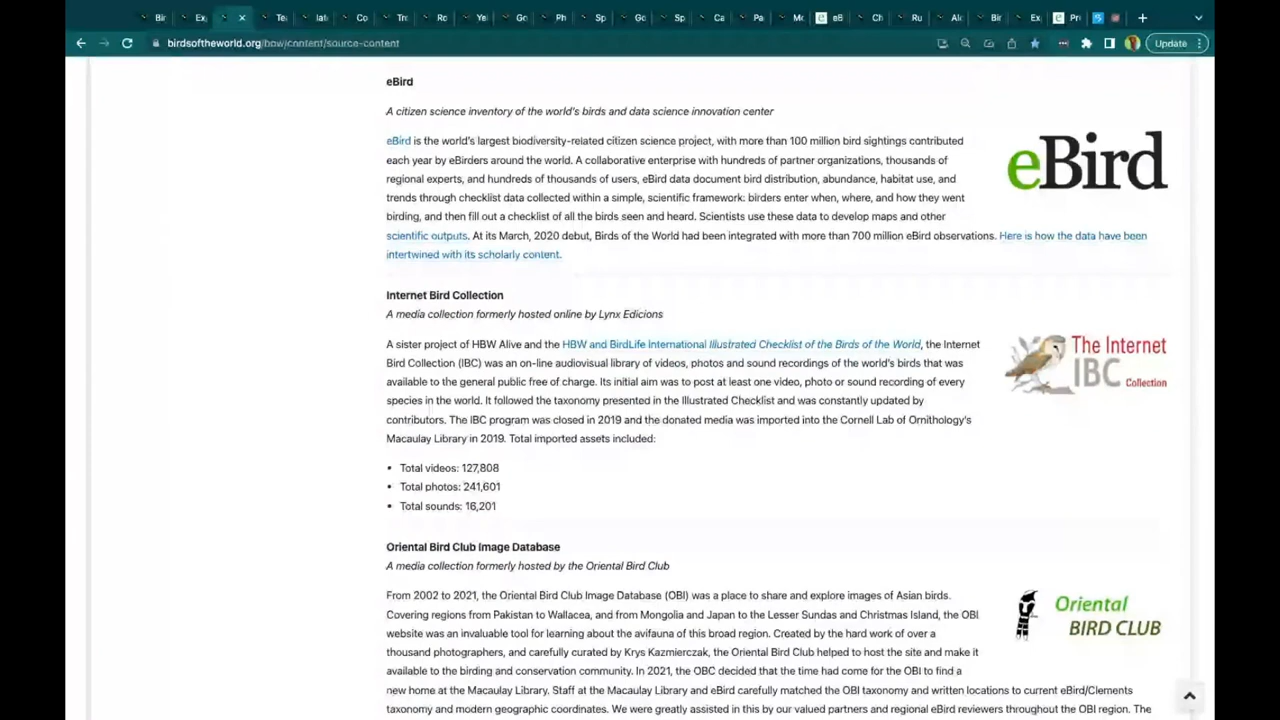 Bir Ex Tea Iab Co Tre Ro Ye Go Ph Sp Go Sp Ca Pa Mc eB Ch Ru Bir Ex Pr
birdsoftheworld.org/bow/content/source-content Update
eBird
A citizen science inventory of the world's birds and data science innovation center
eBird is the world's largest biodiversity-related citizen science project, with more than 100 million bird sightings contributed
each year by eBirders around the world. A collaborative enterprise with hundreds of partner organizations, thousands of
regional experts, and hundreds of thousands of users, eBird data document bird distribution, abundance, habitat use, and
trends through checklist data collected within a simple, scientific framework: birders enter when, where, and how they went
birding, and then fill out a checklist of all the birds seen and heard. Scientists use these data to develop maps and other
scientific outputs. At its March, 2020 debut, Birds of the World had been integrated with more than 700 million eBird observations. Here is how the data have been
intertwined with its scholarly content.
eBird
Internet Bird Collection
A media collection formerly hosted online by Lynx Edicions
A sister project of HBW Alive and the HBW and BirdLife International Illustrated Checklist of the Birds of the World, the Internet
Bird Collection (IBC) was an on-line audiovisual library of videos, photos and sound recordings of the world's birds that was
available to the general public free of charge. Its initial aim was to post at least one video, photo or sound recording of every
species in the world. It followed the taxonomy presented in the Illustrated Checklist and was constantly updated by
contributors. The IBC program was closed in 2019 and the donated media was imported into the Cornell Lab of Ornithology's
Macaulay Library in 2019. Total imported assets included:
The Internet
IBC Collection
• Total videos: 127,808
• Total photos: 241,601
• Total sounds: 16,201
Oriental Bird Club Image Database
A media collection formerly hosted by the Oriental Bird Club
From 2002 to 2021, the Oriental Bird Club Image Database (OBI) was a place to share and explore images of Asian birds.
Covering regions from Pakistan to Wallacea, and from Mongolia and Japan to the Lesser Sundas and Christmas Island, the OBI
website was an invaluable tool for learning about the avifauna of this broad region. Created by the hard work of over a
thousand photographers, and carefully curated by Krys Kazmierczak, the Oriental Bird Club helped to host the site and make it
available to the birding and conservation community. In 2021, the OBC decided that the time had come for the OBI to find a
new home at the Macaulay Library. Staff at the Macaulay Library and eBird carefully matched the OBI taxonomy and written locations to current eBird/Clements
taxonomy and modern geographic coordinates. We were greatly assisted in this by our valued partners and regional eBird reviewers throughout the OBI region. The
Oriental
BIRD CLUB